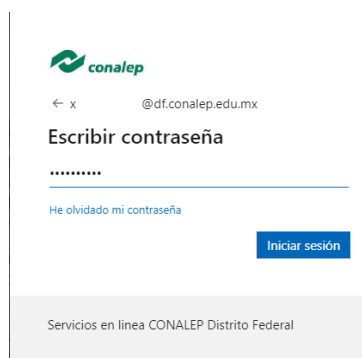 conalep
← x @df.conalep.edu.mx
Escribir contraseña
••••••••••
He olvidado mi contraseña
Iniciar sesión
Servicios en linea CONALEP Distrito Federal